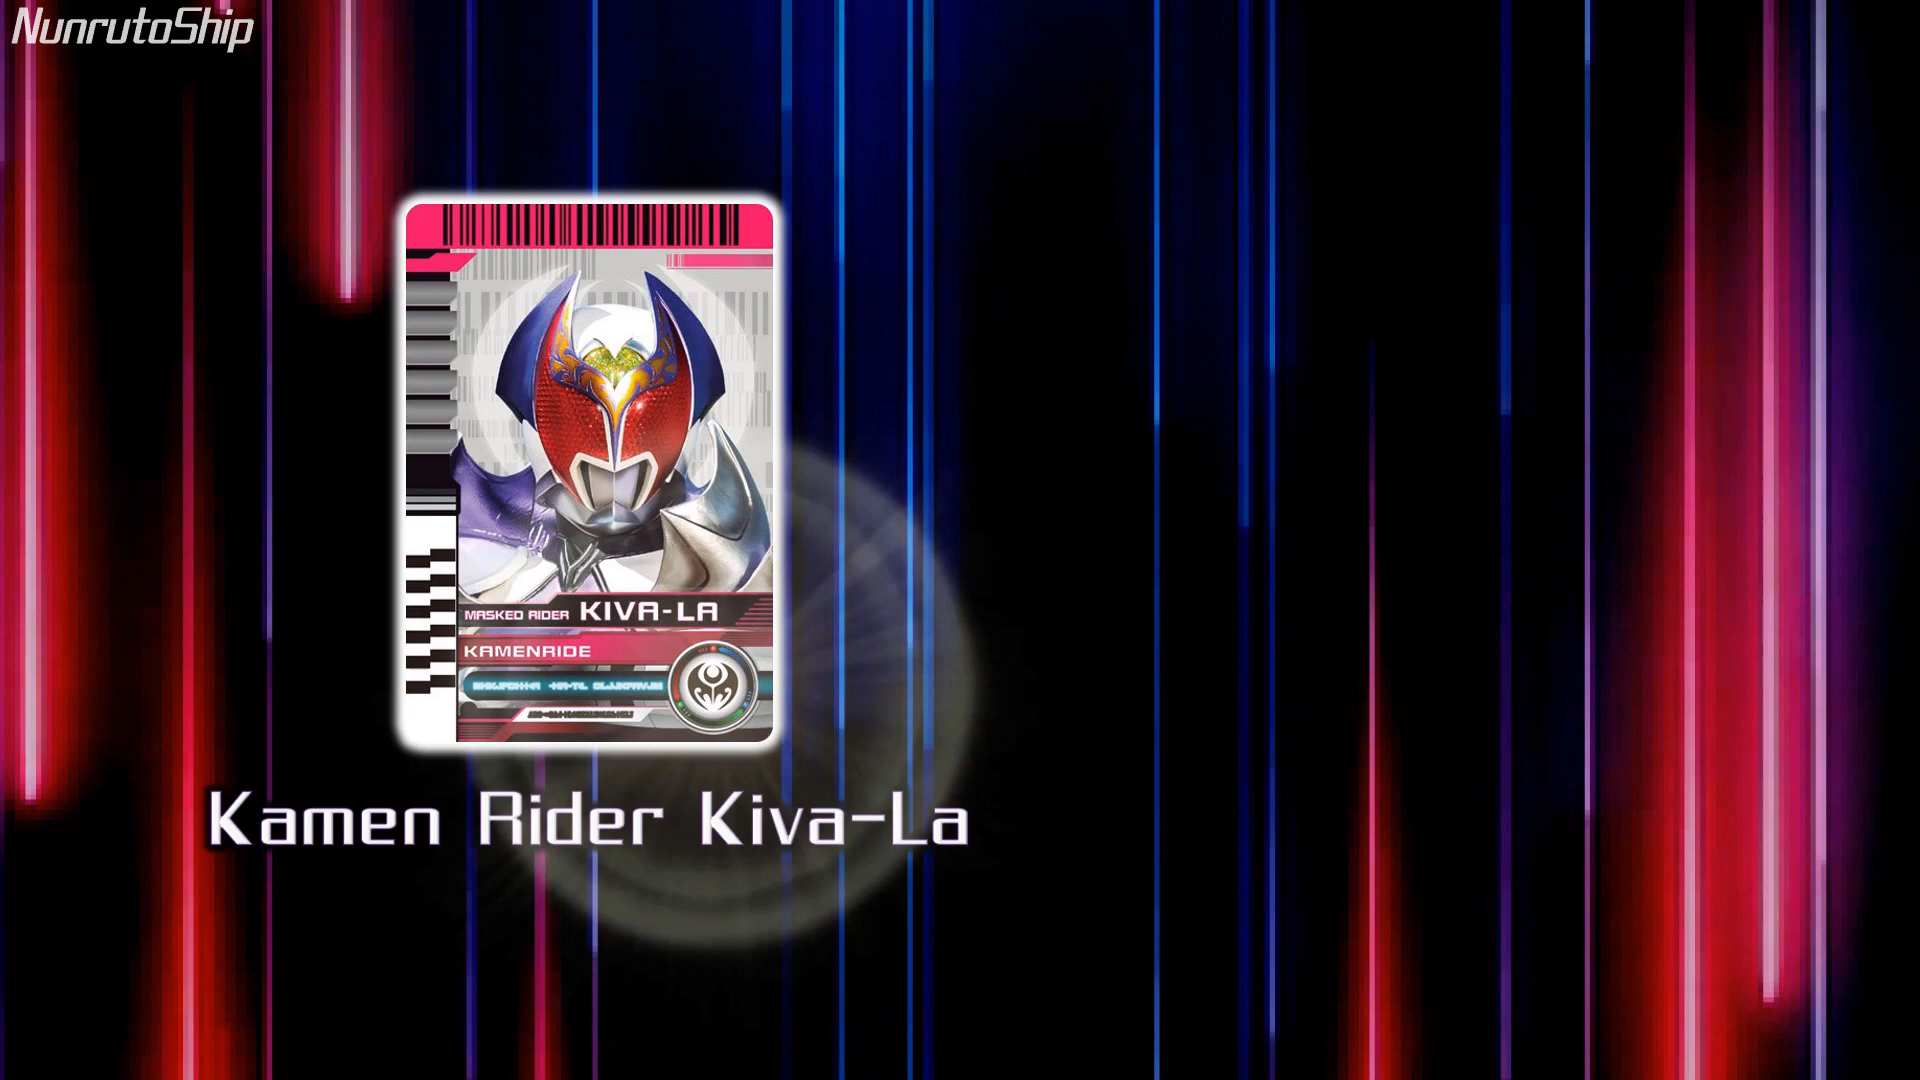 NunrutoShip
MASKED RIDER KIVA-LA
KAMENRIDE
Kamen Rider Kiva-La